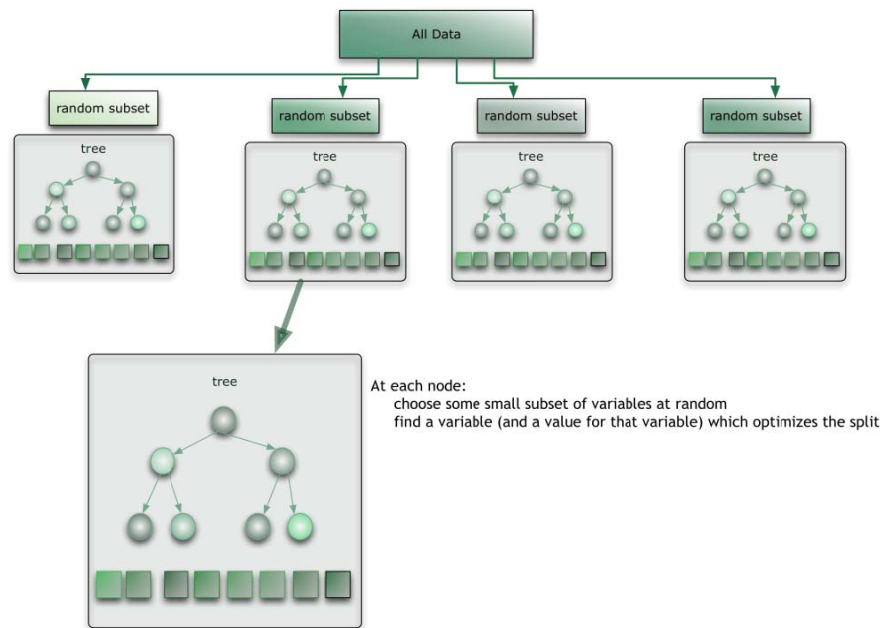 All Data
random subset
random subset
random subset
random subset
tree
tree
tree
tree
tree
At each node:
choose some small subset of variables at random
find a variable (and a value for that variable) which optimizes the split